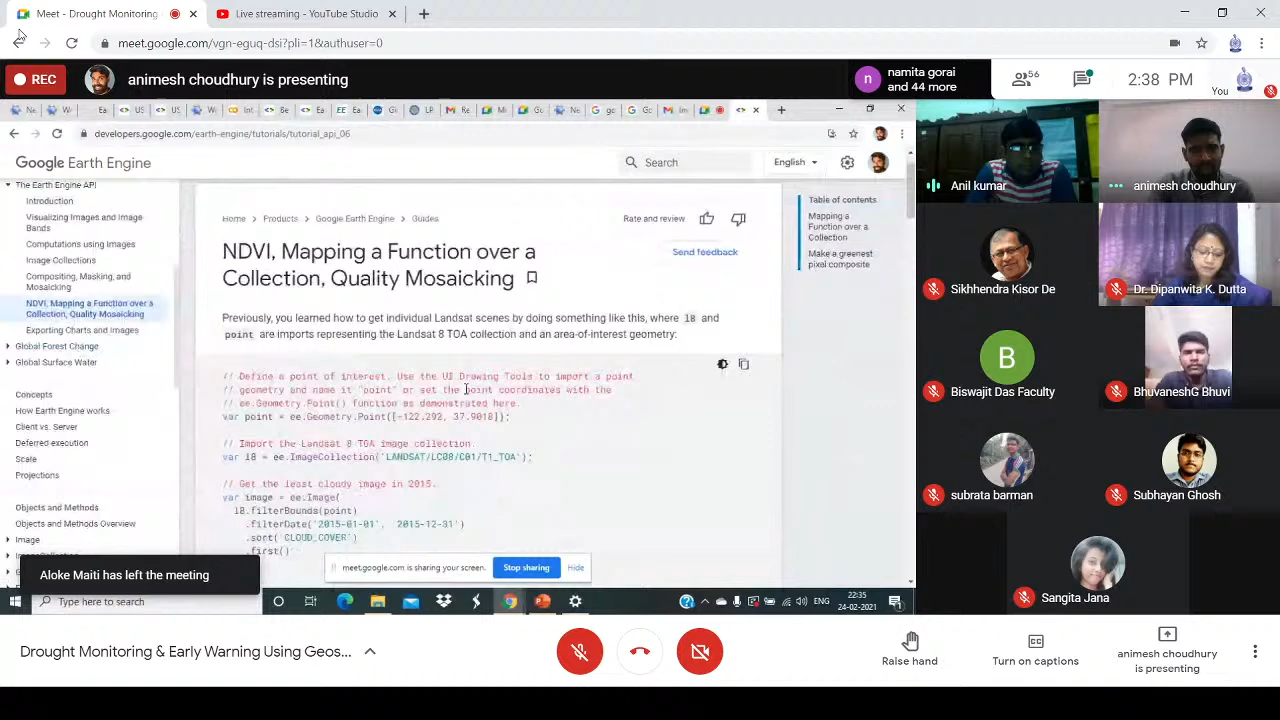 Meet - Drought Monitoring
Live streaming - YouTube Studio
meet.google.com/vgn-eguq-dsi?pli=1&authuser=0
REC
animesh choudhury is presenting
n
namita gorai
and 44 more
56
2:38 PM
You
developers.google.com/earth-engine/tutorials/tutorial_api_06
Google Earth Engine
Search
English
The Earth Engine API
Introduction
Visualizing Images and Image
Bands
Computations using Images
Image Collections
Compositing, Masking, and
Mosaicking
NDVI, Mapping a Function over a
Collection, Quality Mosaicking
Exporting Charts and Images
Global Forest Change
Global Surface Water
Concepts
How Earth Engine works
Client vs. Server
Deferred execution
Scale
Projections
Objects and Methods
Objects and Methods Overview
Image
Home
Products
Google Earth Engine
Guides
Rate and review
NDVI, Mapping a Function over a
Collection, Quality Mosaicking
Send feedback
Previously, you learned how to get individual Landsat scenes by doing something like this, where l8 and
point are imports representing the Landsat 8 TOA collection and an area-of-interest geometry:
// Define a point of interest. Use the UI Drawing Tools to import a point
// geometry and name it "point" or set the point coordinates with the
// ee.Geometry.Point() function as demonstrated here.
var point = ee.Geometry.Point([-122.292, 37.9018]);
// Import the Landsat 8 TOA image collection.
var l8 = ee.ImageCollection('LANDSAT/LC08/C01/T1_TOA');
// Get the least cloudy image in 2015.
var image = ee.Image(
l8.filterBounds(point)
.filterDate('2015-01-01', '2015-12-31')
.sort('CLOUD_COVER')
.first()
Table of contents
Mapping a
Function over a
Collection
Make a greenest
pixel composite
meet.google.com is sharing your screen.
Stop sharing
Hide
Aloke Maiti has left the meeting
Type here to search
ENG
22:35
24-02-2021
Anil kumar
animesh choudhury
Sikhhendra Kisor De
Dr. Dipanwita K. Dutta
B
Biswajit Das Faculty
BhuvanesG Bhuvi
subrata barman
Subhayan Ghosh
Sangita Jana
Drought Monitoring & Early Warning Using Geos...
Raise hand
Turn on captions
animesh choudhury
is presenting